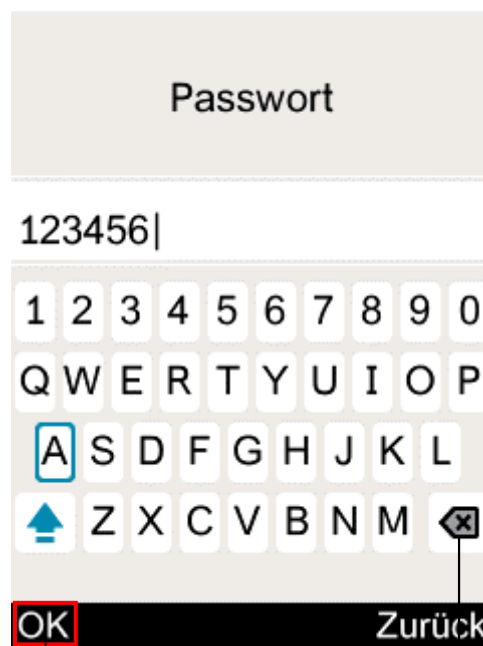 Passwort
123456
1 2 3 4 5 6 7 8 9 0
Q W E R T Y U I O P
A S D F G H J K L
Z X C V B N M
OK Zurück